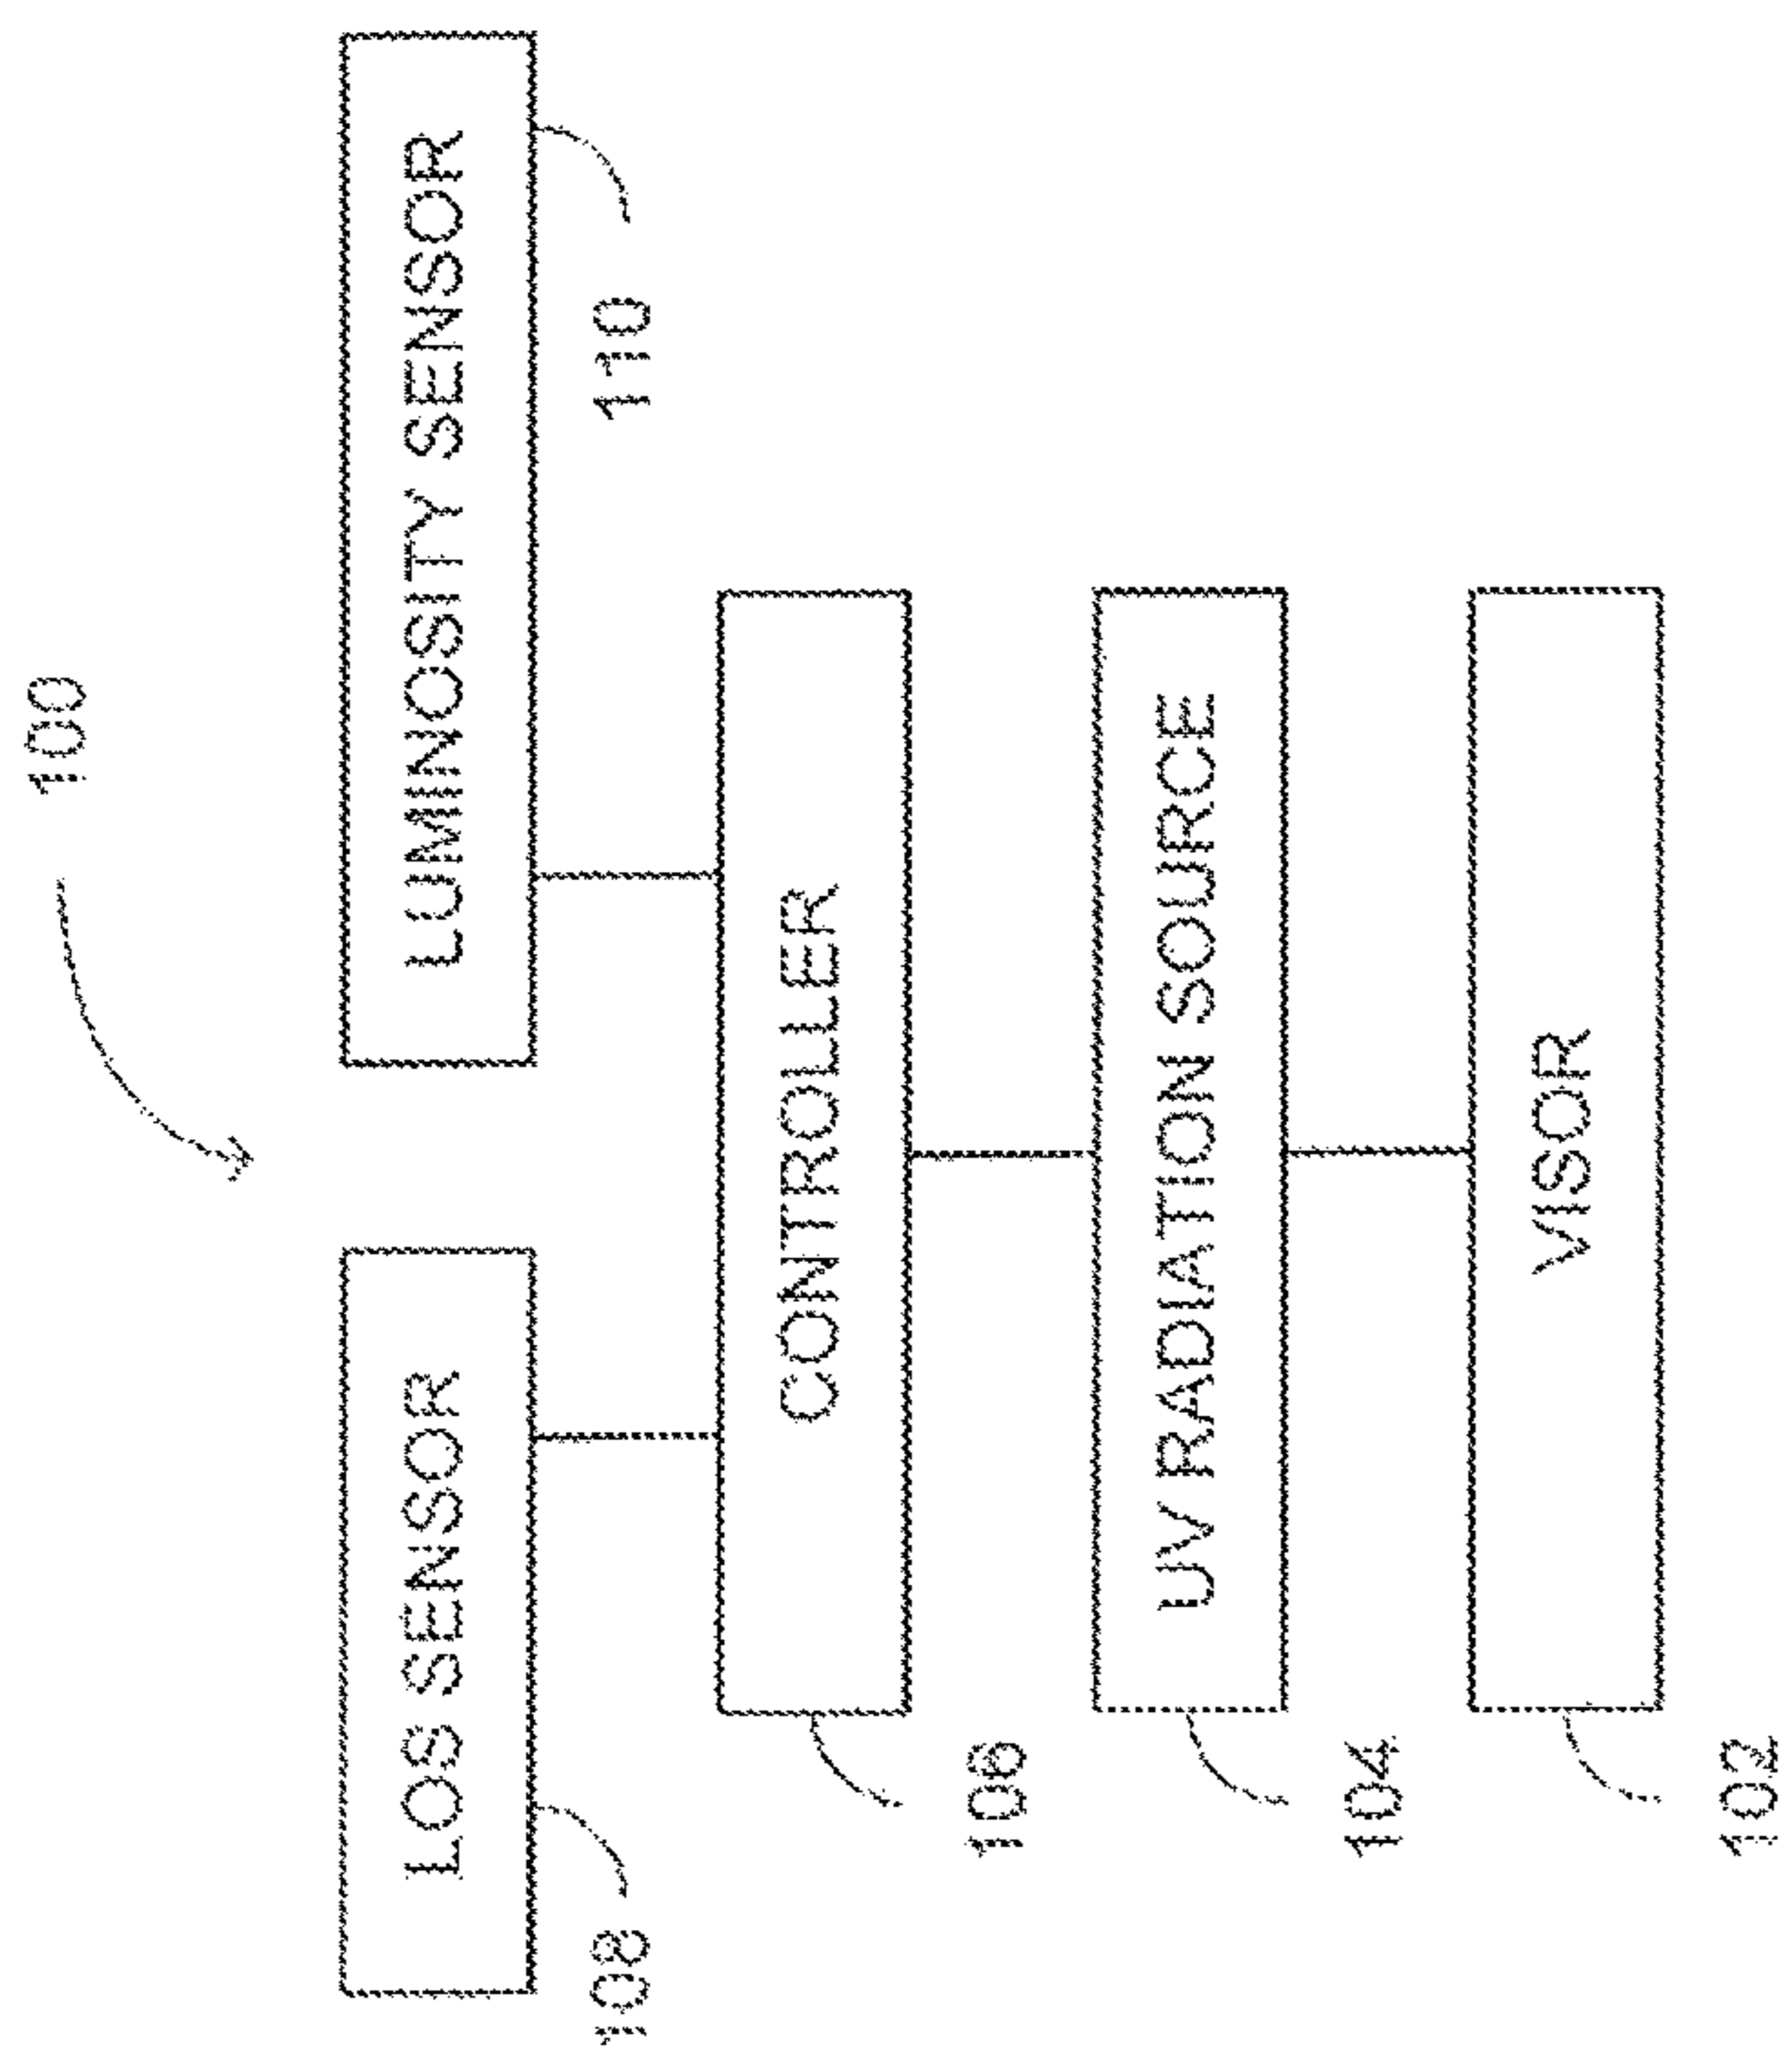 100
LOS SENSOR
LUMINOSITY SENSOR
108
110
CONTROLLER
106
UV RADIATION SOURCE
104
VISOR
102